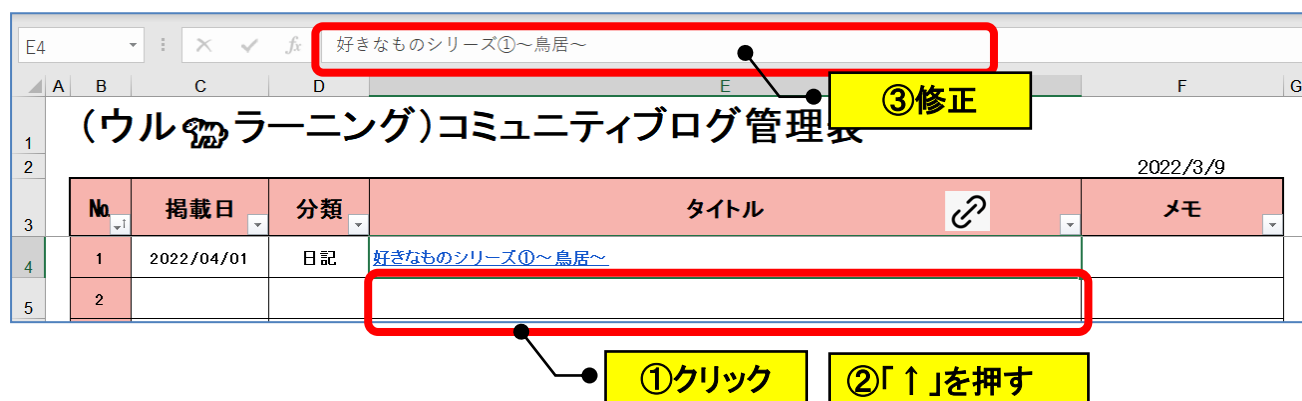 E4 fx 好きなものシリーズ①～鳥居～
③修正
A B C D E F G
1 (ウル ラーニング)コミュニティブログ管理表
2 2022/3/9
3 No. 掲載日 分類 タイトル メモ
4 1 2022/04/01 日記 好きなものシリーズ①～鳥居～
5 2
①クリック ②「↑」を押す